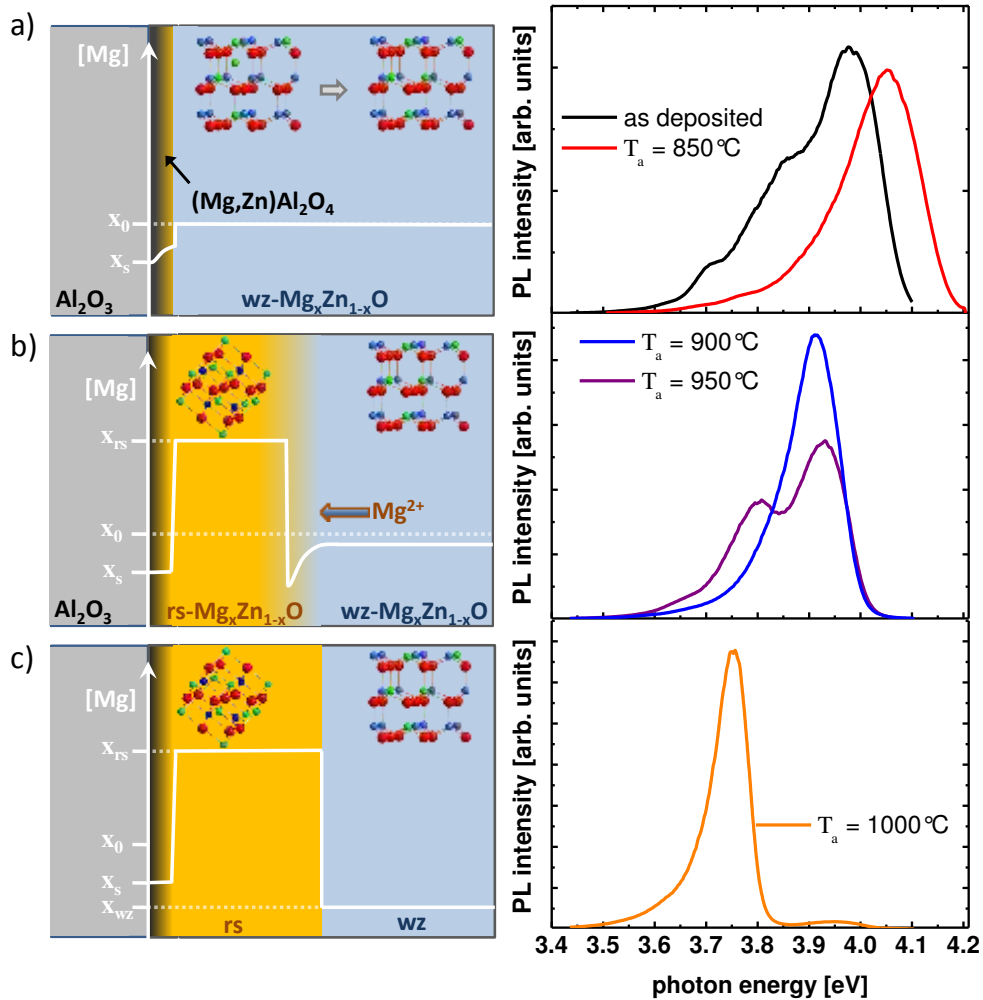 a)
[Mg]
(Mg,Zn)Al₂O₄
X₀
Xₛ
Al₂O₃
wz-MgₓZn₁₋ₓO
PL intensity [arb. units]
as deposited
Tₐ = 850°C
b)
[Mg]
Xᵣₛ
Mg²⁺
X₀
Xₛ
Al₂O₃
rs-MgₓZn₁₋ₓO
wz-MgₓZn₁₋ₓO
PL intensity [arb. units]
Tₐ = 900°C
Tₐ = 950°C
c)
[Mg]
Xᵣₛ
X₀
Xₛ
X_wz
rs
wz
PL intensity [arb. units]
Tₐ = 1000°C
3.4 3.5 3.6 3.7 3.8 3.9 4.0 4.1 4.2
photon energy [eV]